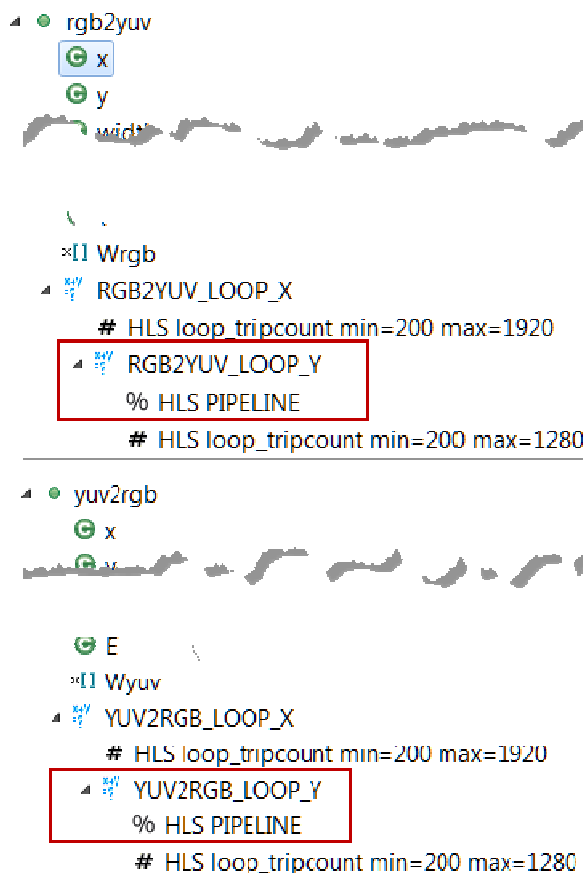 rgb2yuv
x
y
Wrgb
RGB2YUV_LOOP_X
# HLS loop_tripcount min=200 max=1920
RGB2YUV_LOOP_Y
% HLS PIPELINE
# HLS loop_tripcount min=200 max=1280
yuv2rgb
x
E
Wyuv
YUV2RGB_LOOP_X
# HLS loop_tripcount min=200 max=1920
YUV2RGB_LOOP_Y
% HLS PIPELINE
# HLS loop_tripcount min=200 max=1280